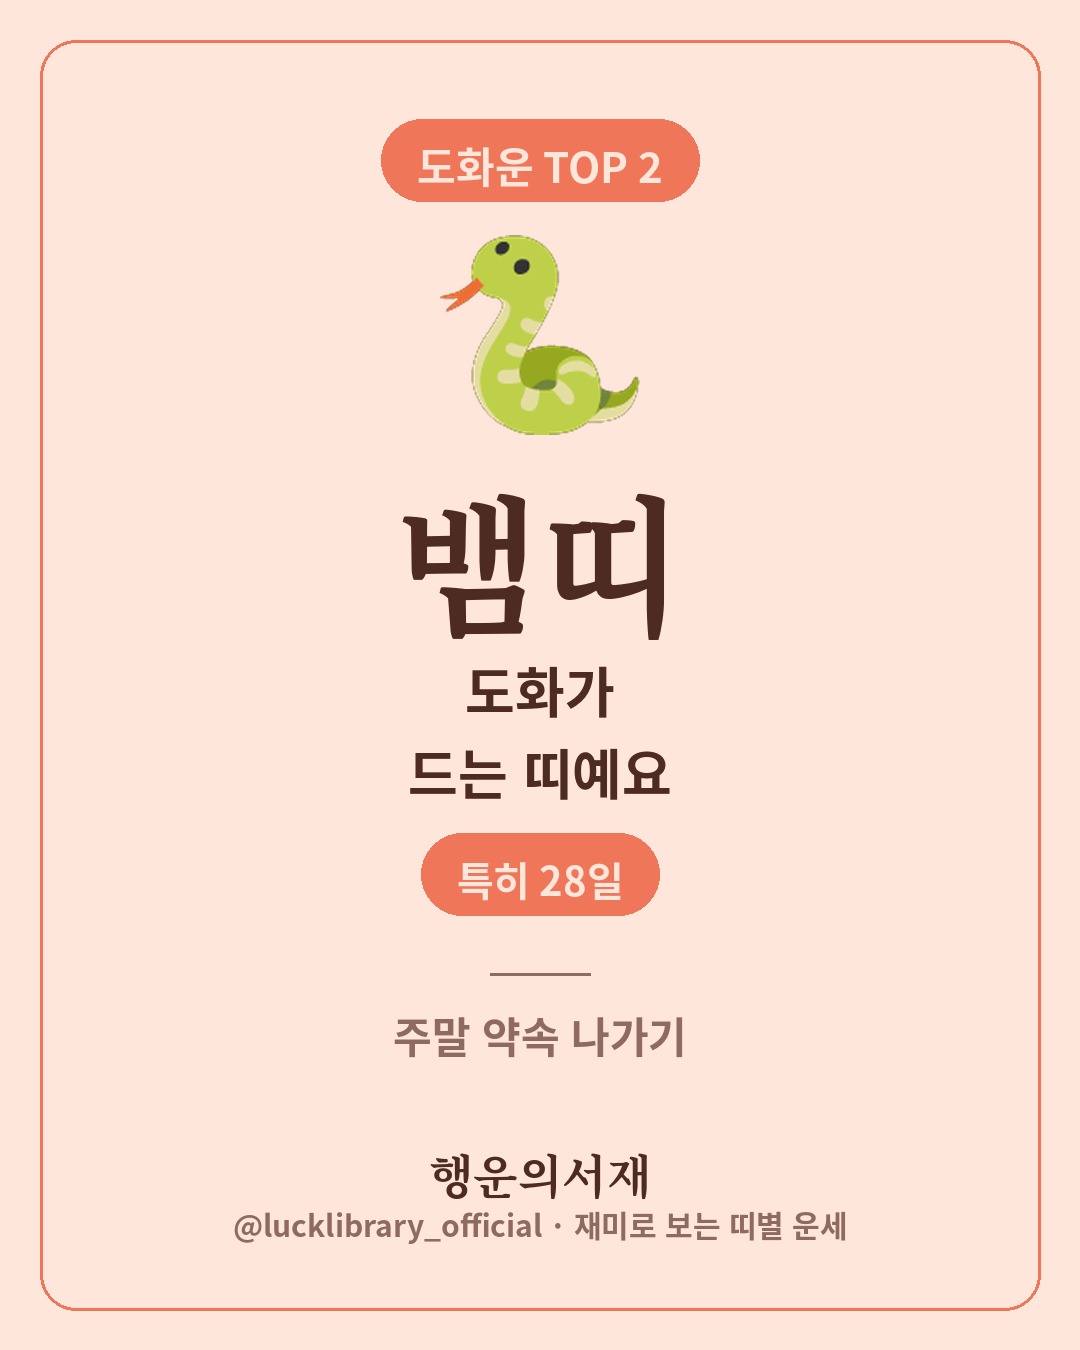 도화운 TOP 2
뱀띠
도화가
드는 띠예요
특히 28일
주말 약속 나가기
행운의서재
@lucklibrary_official · 재미로 보는 띠별 운세